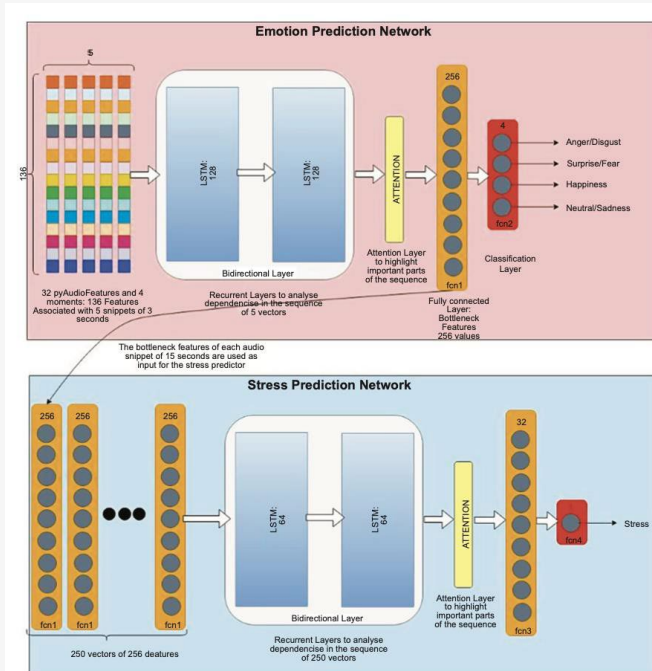 Emotion Prediction Network
5
136
32 pyAudioFeatures and 4
moments: 136 Features
Associated with 5 snippets of 3
seconds
LSTM:
128
LSTM:
128
Bidirectional Layer
Recurrent Layers to analyse
dependencise in the sequence
of 5 vectors
ATTENTION
Attention Layer
to highlight
important parts
of the sequence
256
fcn1
Fully connected
Layer:
Bottleneck
Features
256 values
4
fcn2
Classification
Layer
Anger/Disgust
Surprise/Fear
Happiness
Neutral/Sadness
The bottleneck features of each audio
snippet of 15 seconds are used as
input for the stress predictor
Stress Prediction Network
256
256
256
fcn1
fcn1
fcn1
250 vectors of 256 deatures
LSTM:
64
LSTM:
64
Bidirectional Layer
Recurrent Layers to analyse
dependencise in the sequence
of 250 vectors
ATTENTION
Attention Layer
to highlight
important parts
of the sequence
32
fcn3
1
fcn4
Stress